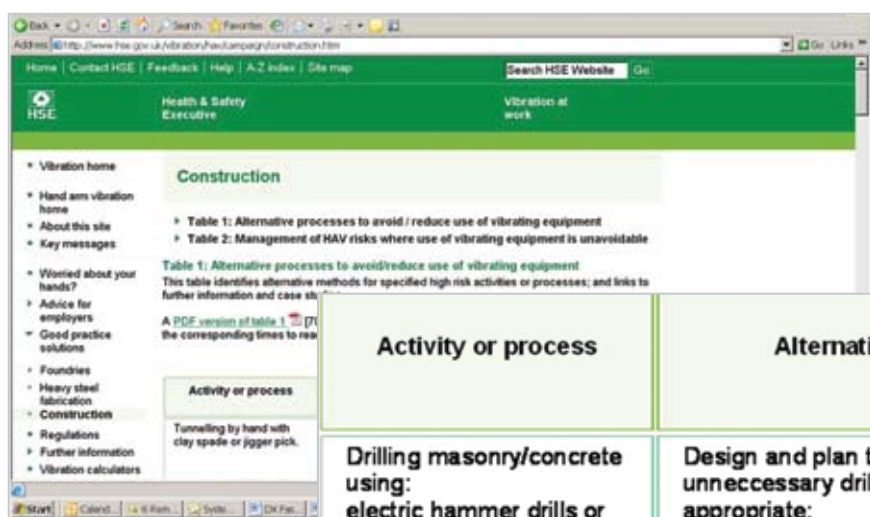 Back
Search Favorites
Address http://www.hse.gov.uk/vibration/hav/campaign/construction.htm Go Links
Home | Contact HSE | Feedback | Help | A-Z index | Site map
Search HSE Website Go
HSE
Health & Safety
Executive
Vibration at
work
Vibration home
Hand arm vibration
home
About this site
Key messages
Worried about your
hands?
Advice for
employers
Good practice
solutions
Foundries
Heavy steel
fabrication
Construction
Regulations
Further information
Vibration calculators
Construction
Table 1: Alternative processes to avoid / reduce use of vibrating equipment
Table 2: Management of HAV risks where use of vibrating equipment is unavoidable
Table 1: Alternative processes to avoid/reduce use of vibrating equipment
This table identifies alternative methods for specified high risk activities or processes; and links to
further information and case
A PDF version of table 1
the corresponding times to
Activity or process
Tunnelling by hand with
clay spade or jigger pick.
Activity or process
Alternati
Drilling masonry/concrete
using:
electric hammer drills or
Design and plan t
unneccessary dril
appropriate:
Start